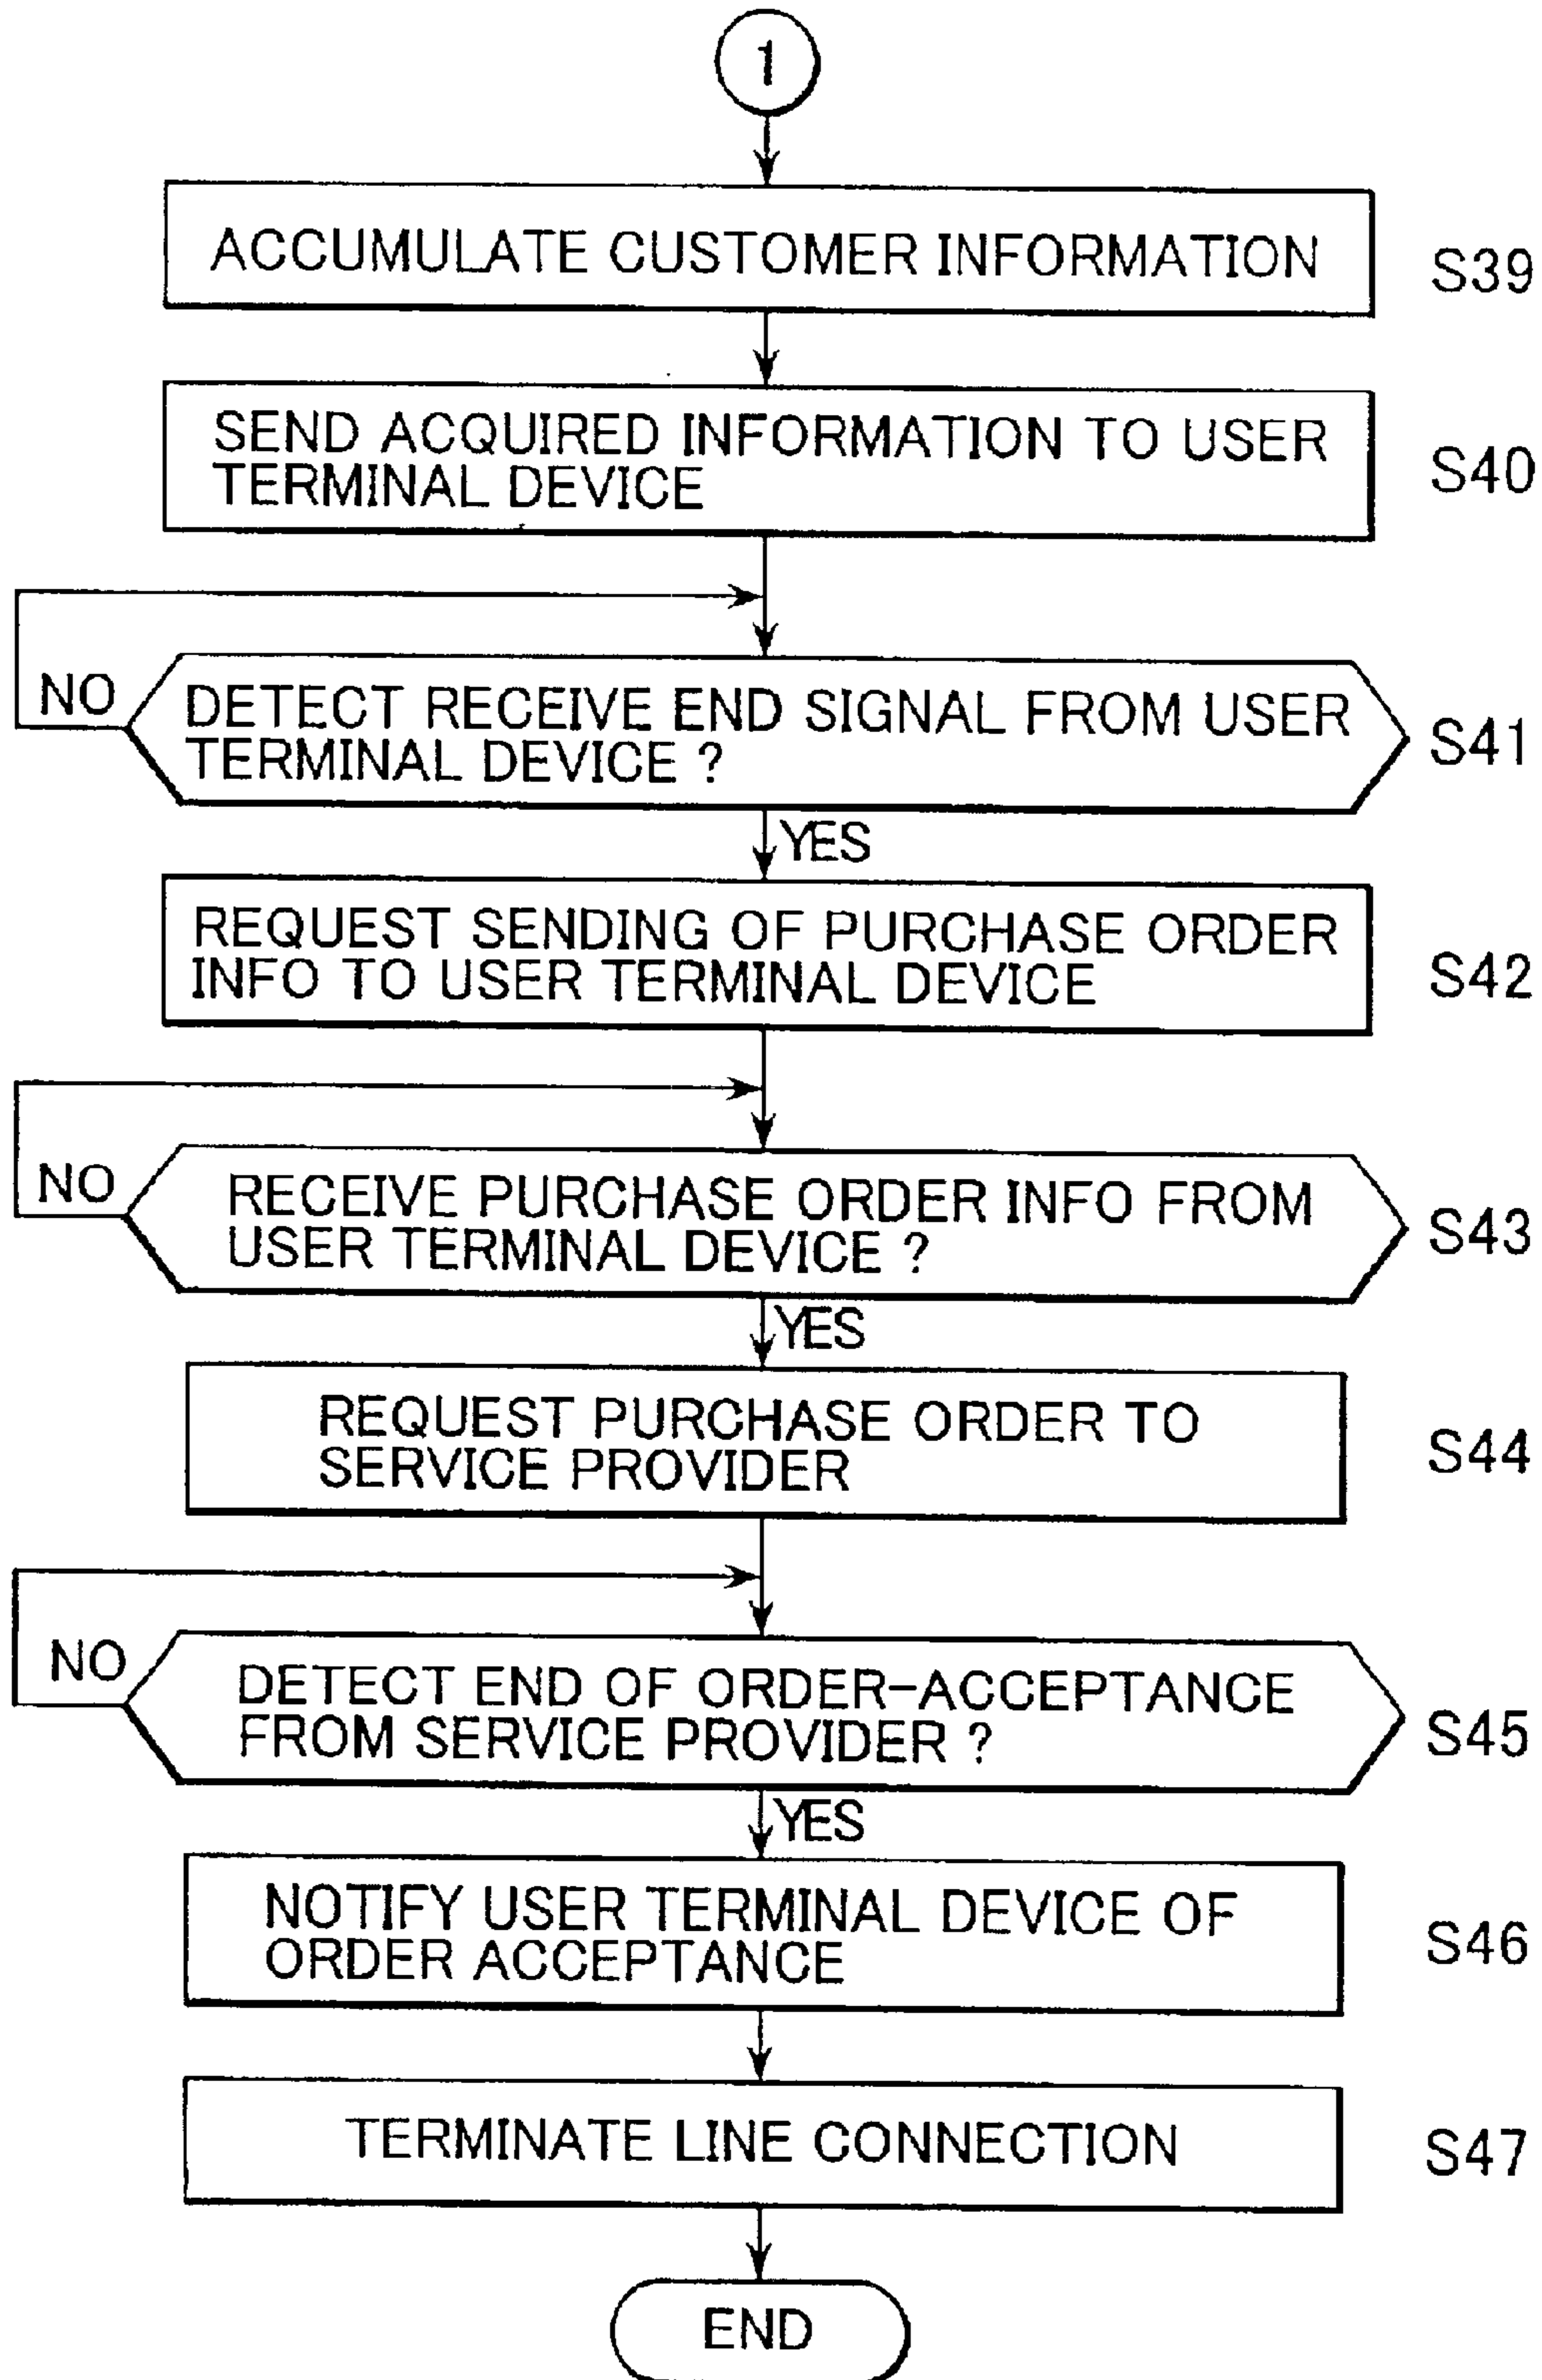 1
ACCUMULATE CUSTOMER INFORMATION
S39
SEND ACQUIRED INFORMATION TO USER
TERMINAL DEVICE
S40
NO
DETECT RECEIVE END SIGNAL FROM USER
TERMINAL DEVICE ?
S41
YES
REQUEST SENDING OF PURCHASE ORDER
INFO TO USER TERMINAL DEVICE
S42
NO
RECEIVE PURCHASE ORDER INFO FROM
USER TERMINAL DEVICE ?
S43
YES
REQUEST PURCHASE ORDER TO
SERVICE PROVIDER
S44
NO
DETECT END OF ORDER-ACCEPTANCE
FROM SERVICE PROVIDER ?
S45
YES
NOTIFY USER TERMINAL DEVICE OF
ORDER ACCEPTANCE
S46
TERMINATE LINE CONNECTION
S47
END